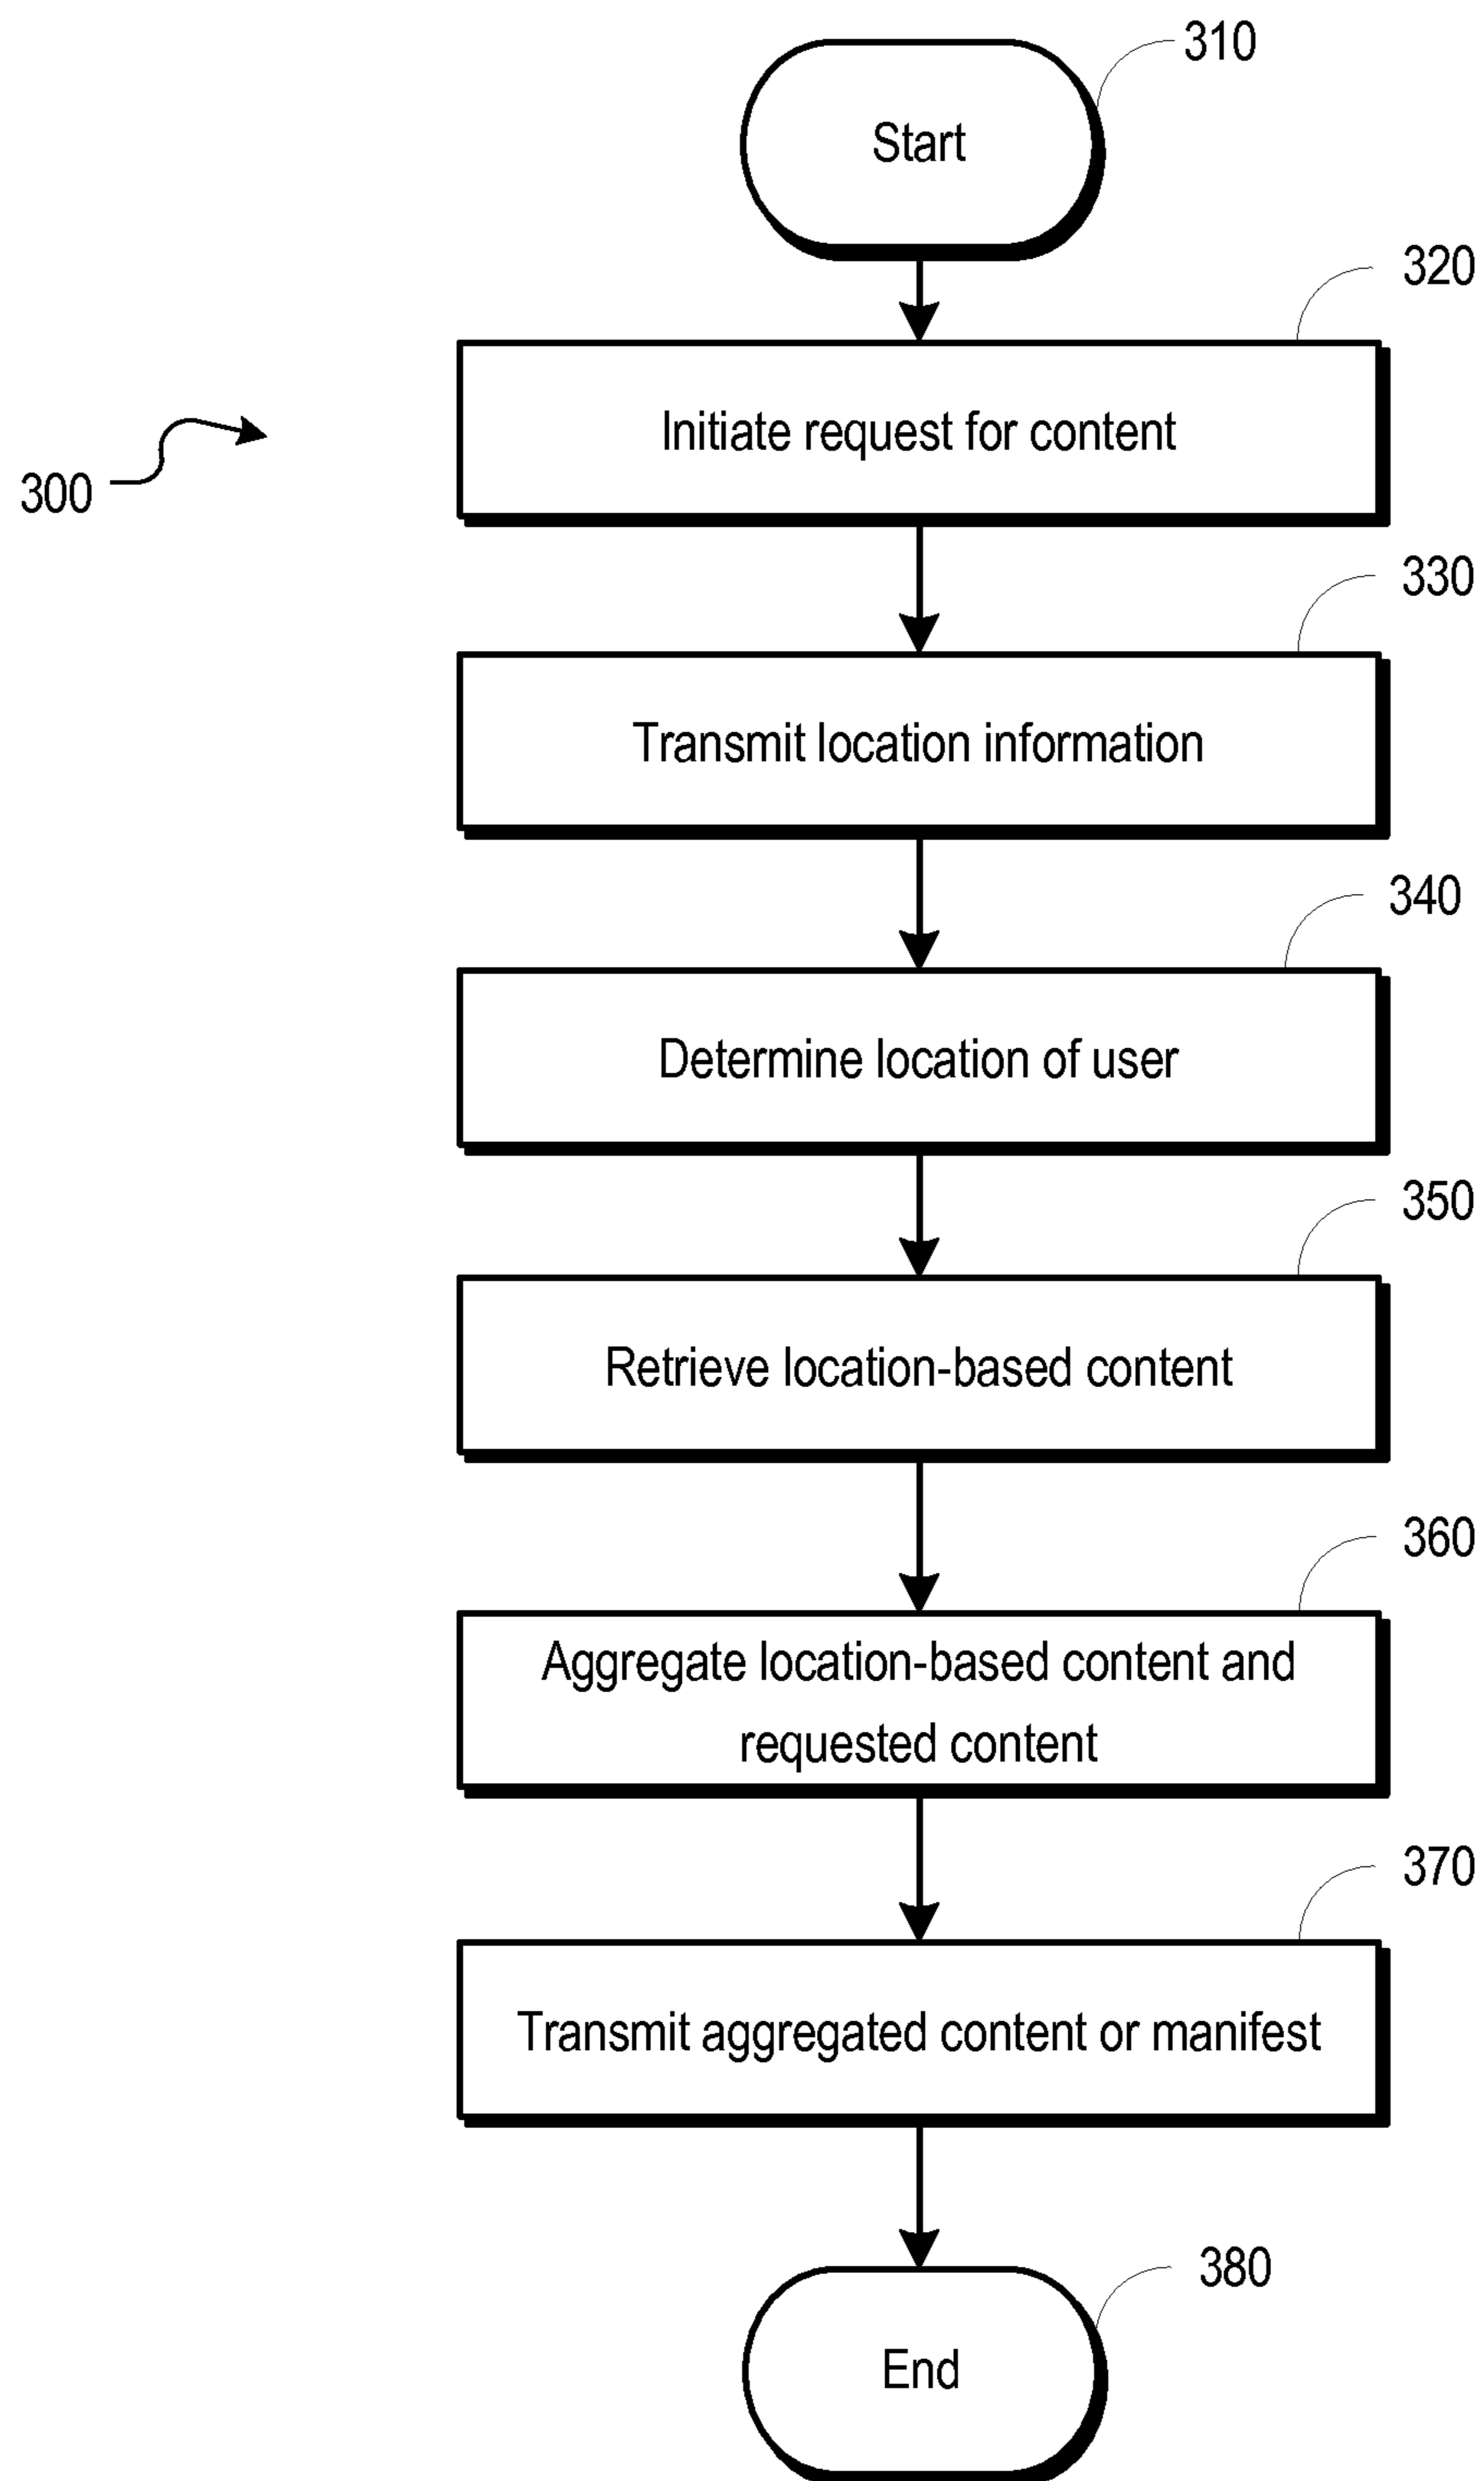 310
Start
320
Initiate request for content
300
330
Transmit location information
340
Determine location of user
350
Retrieve location-based content
360
Aggregate location-based content and
requested content
370
Transmit aggregated content or manifest
380
End